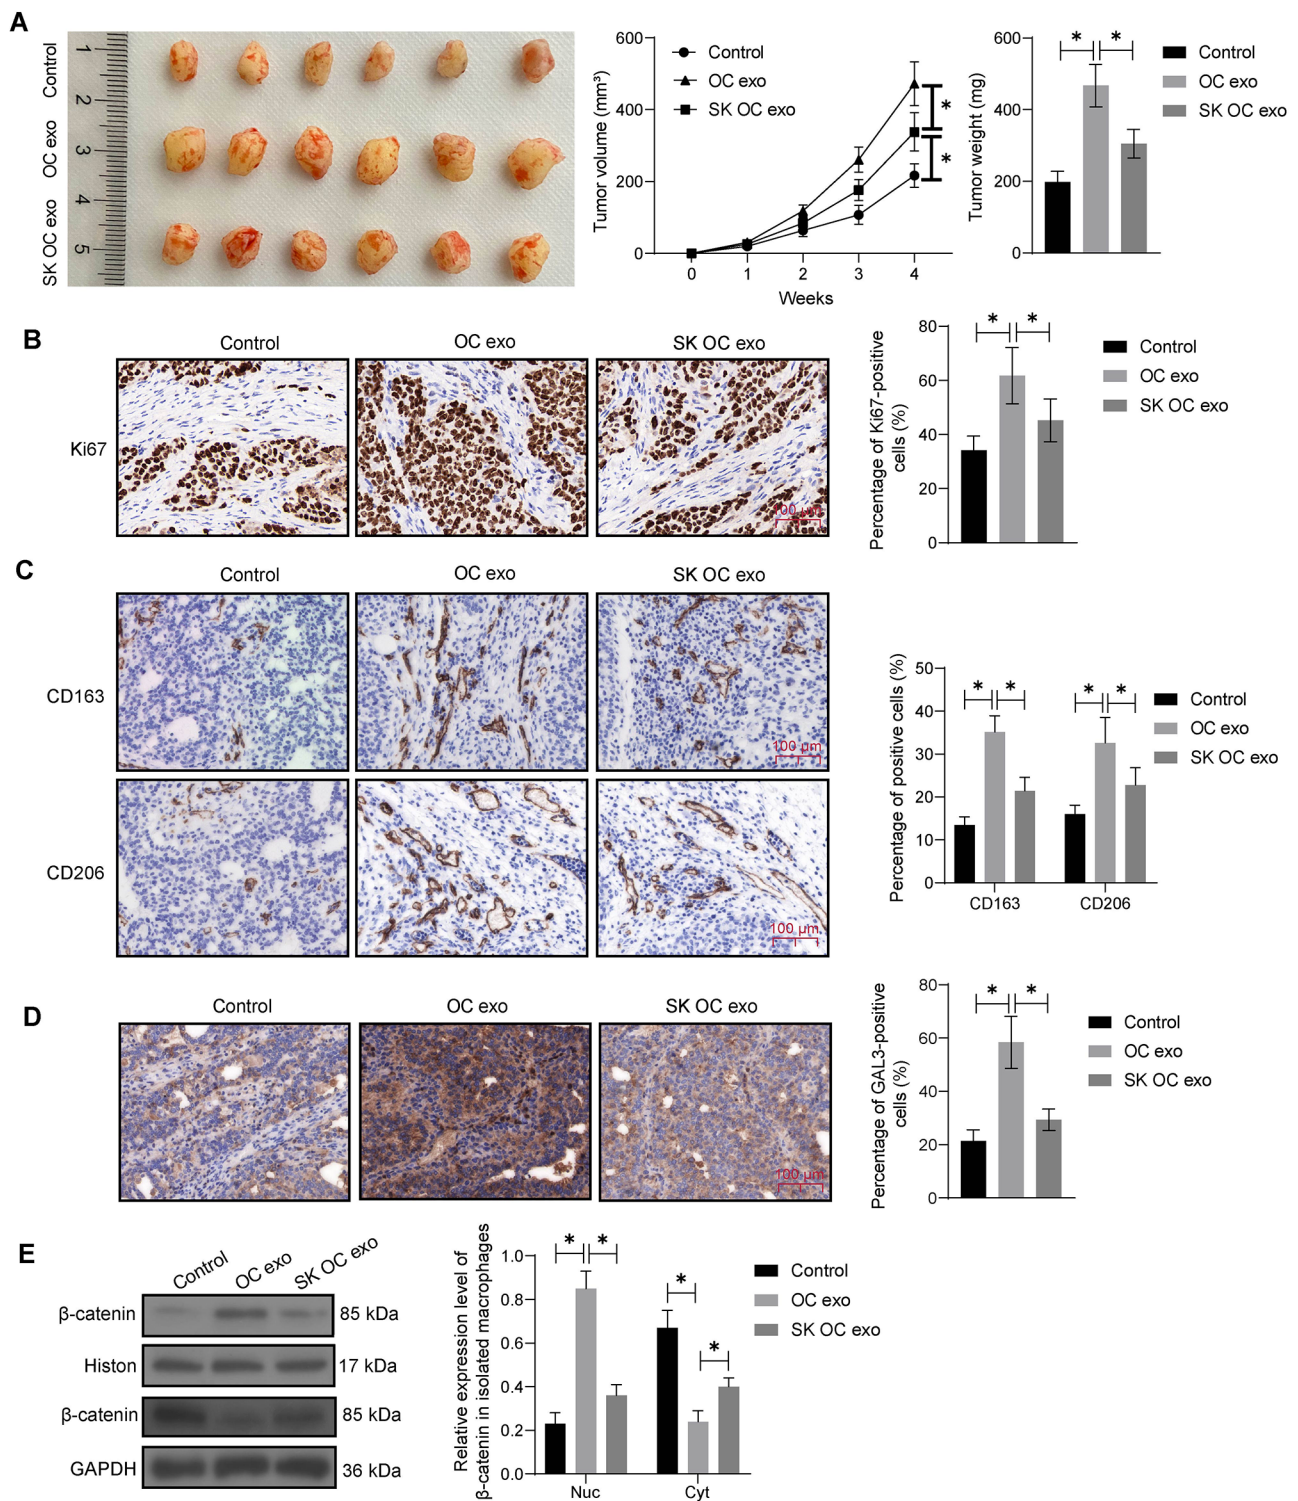 A
Control
OC exo
SK OC exo
1
2
3
4
5
Tumor volume (mm³)
600
400
200
0
Control
OC exo
SK OC exo
*
*
0 1 2 3 4
Weeks
Tumor weight (mg)
600
400
200
0
* *
Control
OC exo
SK OC exo
B
Control OC exo SK OC exo
Ki67
100 μm
Percentage of Ki67-positive
cells (%)
80
60
40
20
0
* *
Control
OC exo
SK OC exo
C
Control OC exo SK OC exo
CD163
100 μm
CD206
100 μm
Percentage of positive cells (%)
50
40
30
20
10
0
* * * *
CD163 CD206
Control
OC exo
SK OC exo
D
Control OC exo SK OC exo
100 μm
Percentage of GAL3-positive
cells (%)
80
60
40
20
0
* *
Control
OC exo
SK OC exo
E
Control OC exo SK OC exo
β-catenin 85 kDa
Histon 17 kDa
β-catenin 85 kDa
GAPDH 36 kDa
Relative expression level of
β-catenin in isolated macrophages
1.0
0.8
0.6
0.4
0.2
0.0
* * * *
Nuc Cyt
Control
OC exo
SK OC exo